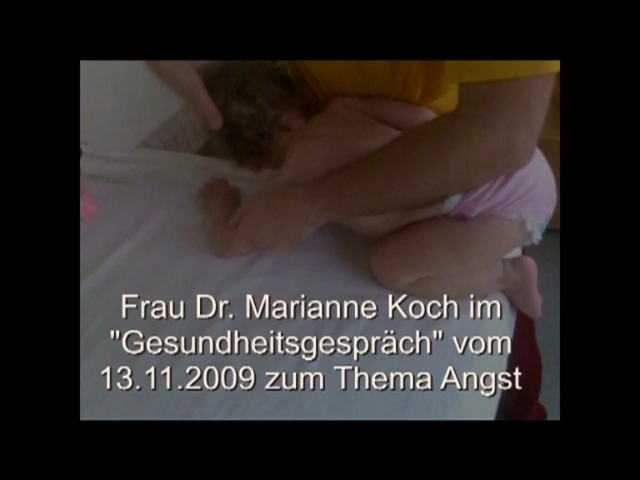 Frau Dr. Marianne Koch im
"Gesundheitsgespräch" vom
13.11.2009 zum Thema Angst